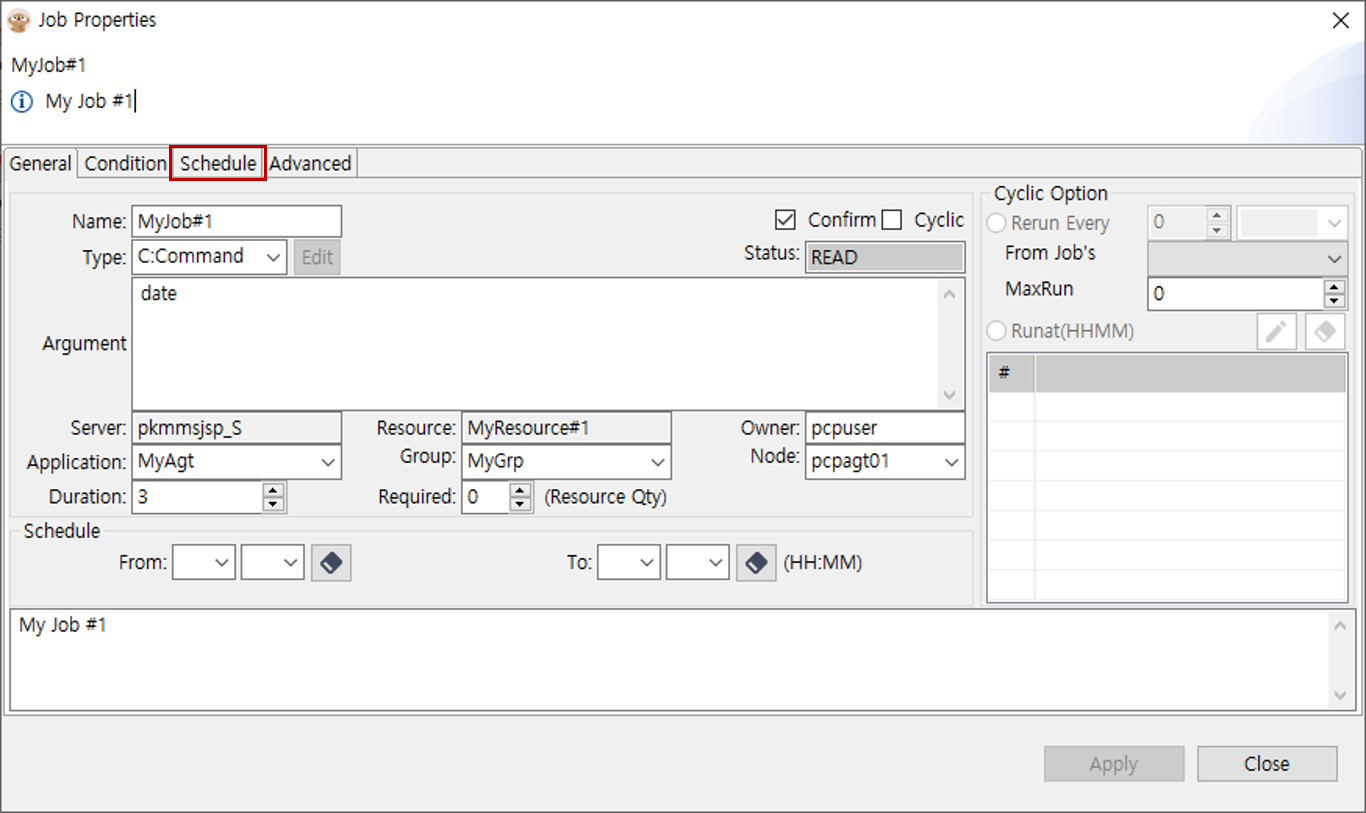 Job Properties
MyJob#1
My Job #1
General Condition Schedule Advanced
Name: MyJob#1 Confirm Cyclic
Type: C:Command Edit Status: READ
Argument date
Server: pkmmsjsp_S Resource: MyResource#1 Owner: pcpuser
Application: MyAgt Group: MyGrp Node: pcpagt01
Duration: 3 Required: 0 (Resource Qty)
Schedule
From: To: (HH:MM)
Cyclic Option
Rerun Every 0
From Job's
MaxRun 0
Runat(HHMM)
#
My Job #1
Apply Close